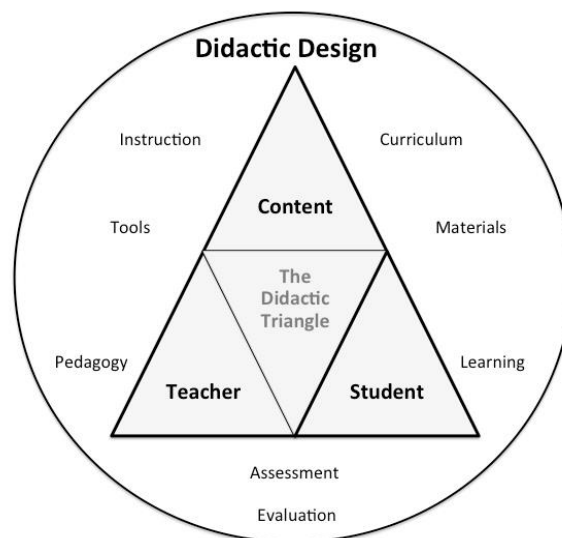 Didactic Design
Instruction
Curriculum
Content
Tools
Materials
The
Didactic
Triangle
Pedagogy
Learning
Teacher
Student
Assessment
Evaluation